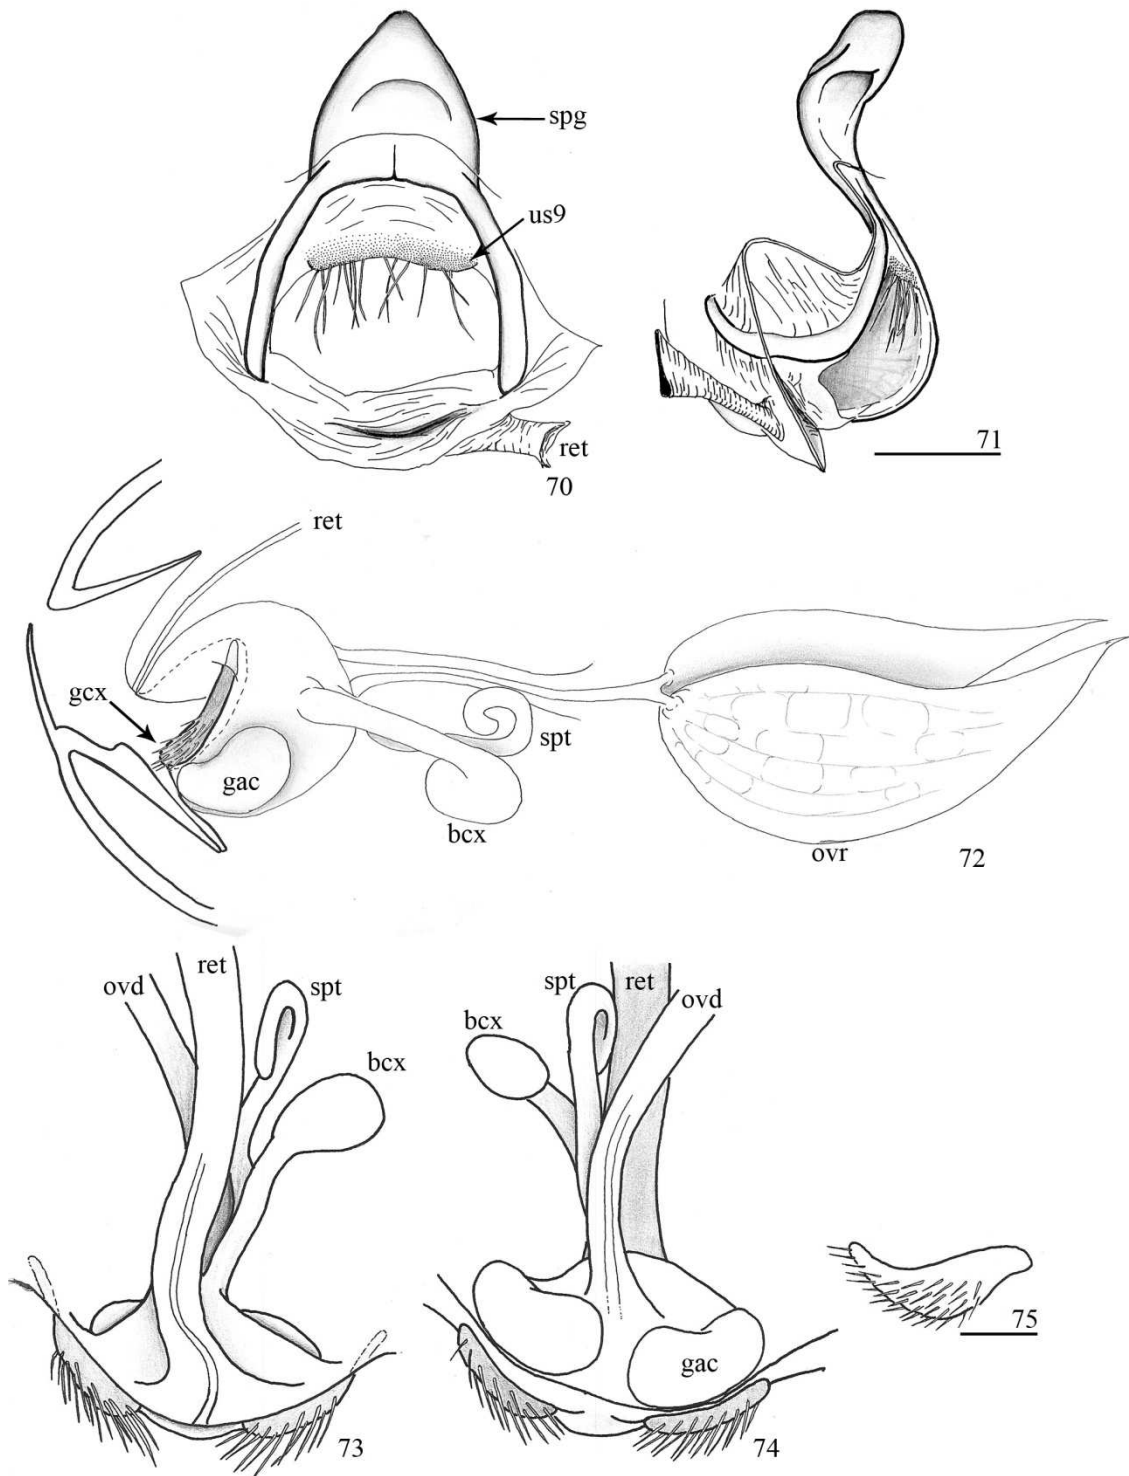 spg
us9
ret
70
71
ret
gcx
gac
spt
bcx
ovr
72
ovd
ret
spt
bcx
73
bcx
spt
ret
ovd
gac
74
75